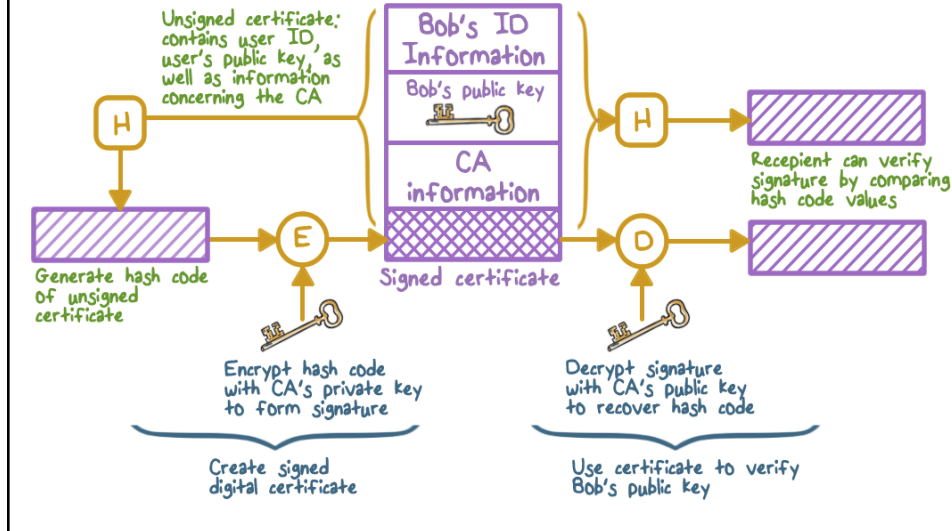 Unsigned certificate:
contains user ID,
user's public key, as
well as information
concerning the CA
Bob's ID
Information
Bob's public key
CA
information
H
H
Recepient can verify
signature by comparing
hash code values
E
D
Generate hash code
of unsigned
certificate
Signed certificate
Encrypt hash code
with CA's private key
to form signature
Decrypt signature
with CA's public key
to recover hash code
Create signed
digital certificate
Use certificate to verify
Bob's public key